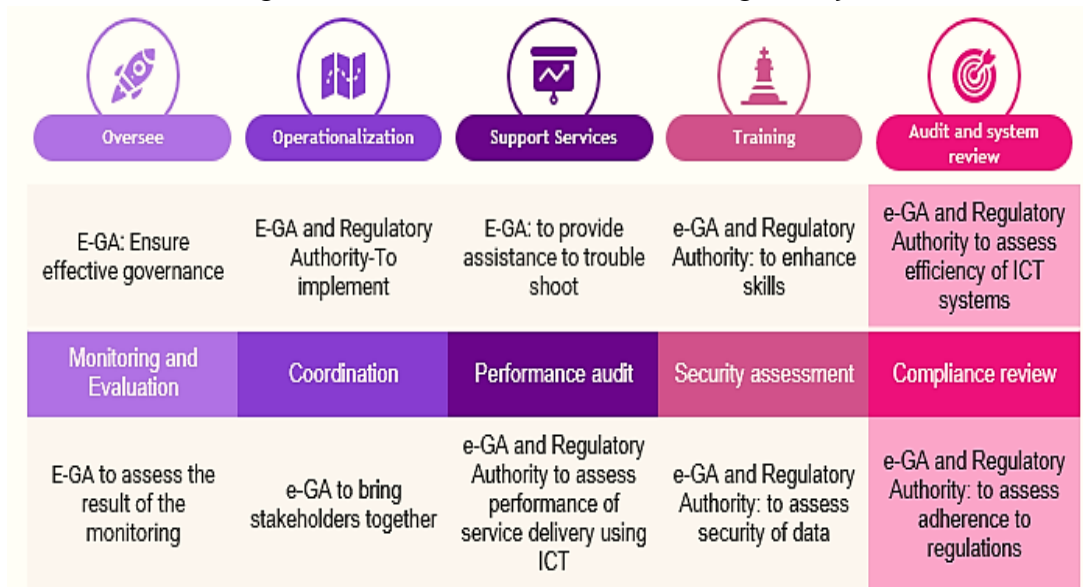 Oversee
Operationalization
Support Services
Training
Audit and system
review
E-GA: Ensure
effective governance
E-GA and Regulatory
Authority-To
implement
E-GA: to provide
assistance to trouble
shoot
e-GA and Regulatory
Authority: to enhance
skills
e-GA and Regulatory
Authority to assess
efficiency of ICT
systems
Monitoring and
Evaluation
Coordination
Performance audit
Security assessment
Compliance review
E-GA to assess the
result of the
monitoring
e-GA to bring
stakeholders together
e-GA and Regulatory
Authority to assess
performance of
service delivery using
ICT
e-GA and Regulatory
Authority: to assess
security of data
e-GA and Regulatory
Authority: to assess
adherence to
regulations